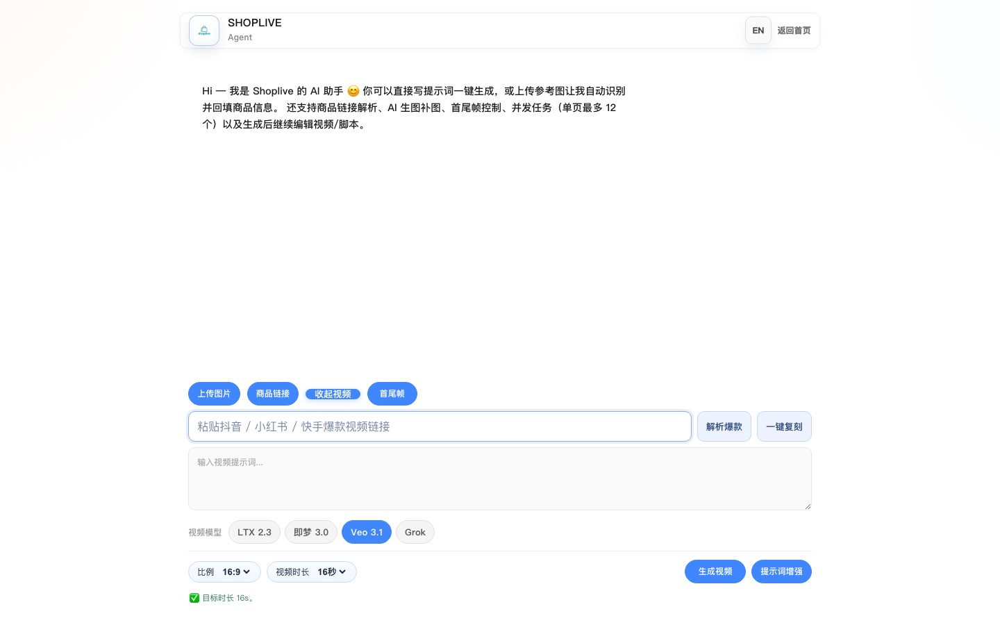 shoplive
SHOPLIVE
Agent
EN
返回首页
Hi — 我是 Shoplive 的 AI 助手 😊 你可以直接写提示词一键生成，或上传参考图让我自动识别
并回填商品信息。 还支持商品链接解析、AI 生图补图、首尾帧控制、并发任务（单页最多 12
个）以及生成后继续编辑视频/脚本。
上传图片
商品链接
收起视频
首尾帧
粘贴抖音 / 小红书 / 快手爆款视频链接
解析爆款
一键复刻
输入视频提示词...
视频模型
LTX 2.3
即梦 3.0
Veo 3.1
Grok
比例 16:9
视频时长 16秒
生成视频
提示词增强
✅ 目标时长 16s。